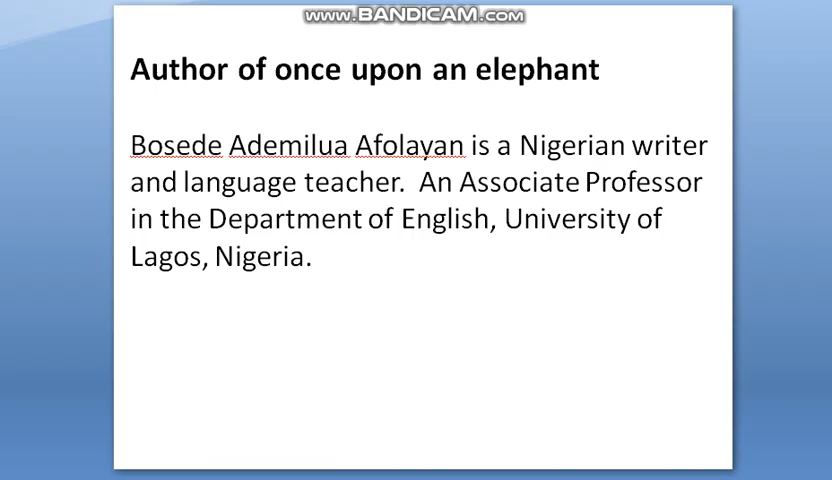 www.BANDICAM.com
Author of once upon an elephant
Bosede Ademilua Afolayan is a Nigerian writer
and language teacher.  An Associate Professor
in the Department of English, University of
Lagos, Nigeria.